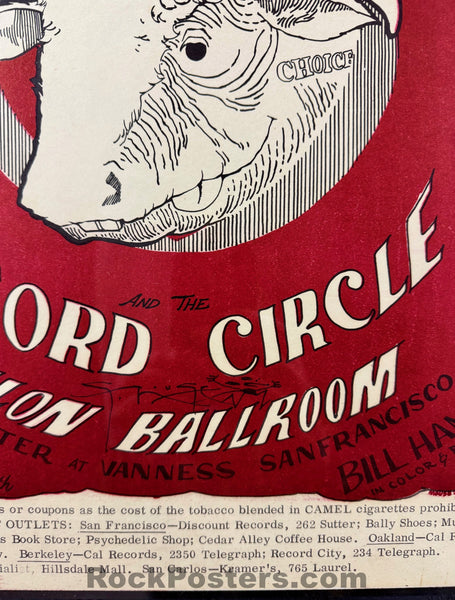 CHOICE
AND THE
ORD CIRCLE
LON BALLROOM
TER AT VANNESS SANFRANCISCO
BILL HA
IN COLOR &
th
s or coupons as the cost of the tobacco blended in CAMEL cigarettes prohib
T OUTLETS: San Francisco—Discount Records, 262 Sutter; Bally Shoes; Mu
s Book Store; Psychedelic Shop; Cedar Alley Coffee House. Oakland—Cal R
y. Berkeley—Cal Records, 2350 Telegraph; Record City, 234 Telegraph.
ialist, Hillsdale Mall. San Carlos—Kramer's, 765 Laurel.
RockPosters.com